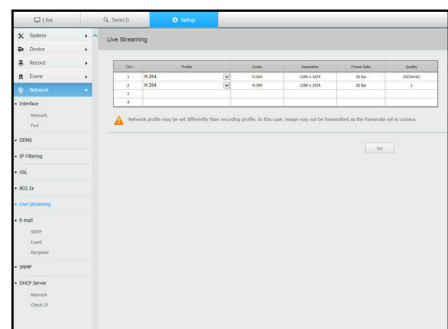 Live
Search
Setup
System
Device
Record
Event
Network
Interface
Network
Port
DDNS
IP Filtering
SSL
802.1x
Live Streaming
E-mail
SMTP
Event
Recipient
SNMP
DHCP Server
Network
Check IP
Live Streaming
CH Profile Codec Resolution Frame Rate Quality
1 H.264 H.264 1280 x 1024 30 fps
2 H.264 H.264 1280 x 1024 30 fps 1
3
4
Network profile may be set differently than recording profile. In this case, image may not be transmitted as the framerate set in camera.
OK